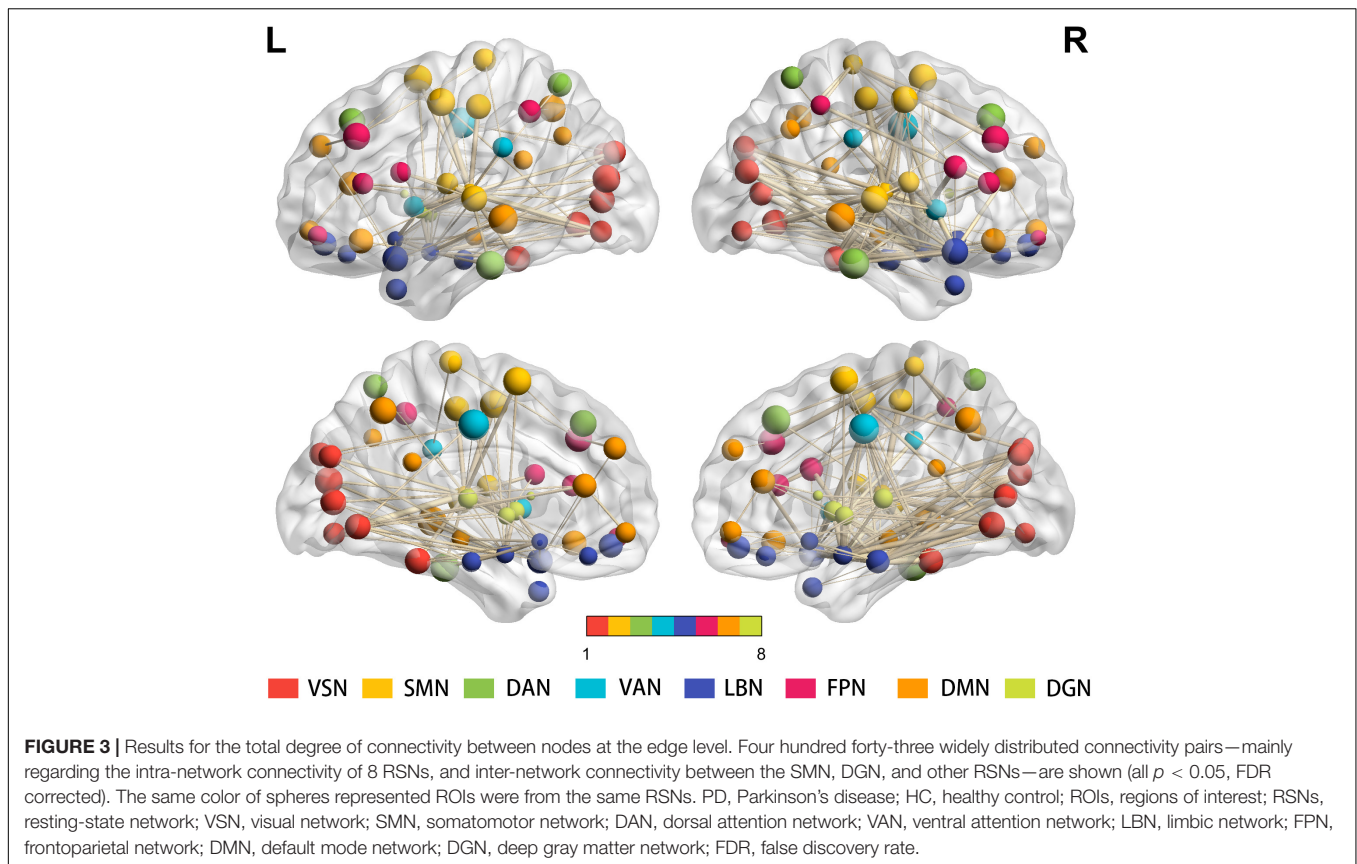 L
R
1
8
VSN SMN DAN VAN LBN FPN DMN DGN
FIGURE 3 | Results for the total degree of connectivity between nodes at the edge level. Four hundred forty-three widely distributed connectivity pairs—mainly
regarding the intra-network connectivity of 8 RSNs, and inter-network connectivity between the SMN, DGN, and other RSNs—are shown (all p < 0.05, FDR
corrected). The same color of spheres represented ROIs were from the same RSNs. PD, Parkinson's disease; HC, healthy control; ROIs, regions of interest; RSNs,
resting-state network; VSN, visual network; SMN, somatomotor network; DAN, dorsal attention network; VAN, ventral attention network; LBN, limbic network; FPN,
frontoparietal network; DMN, default mode network; DGN, deep gray matter network; FDR, false discovery rate.